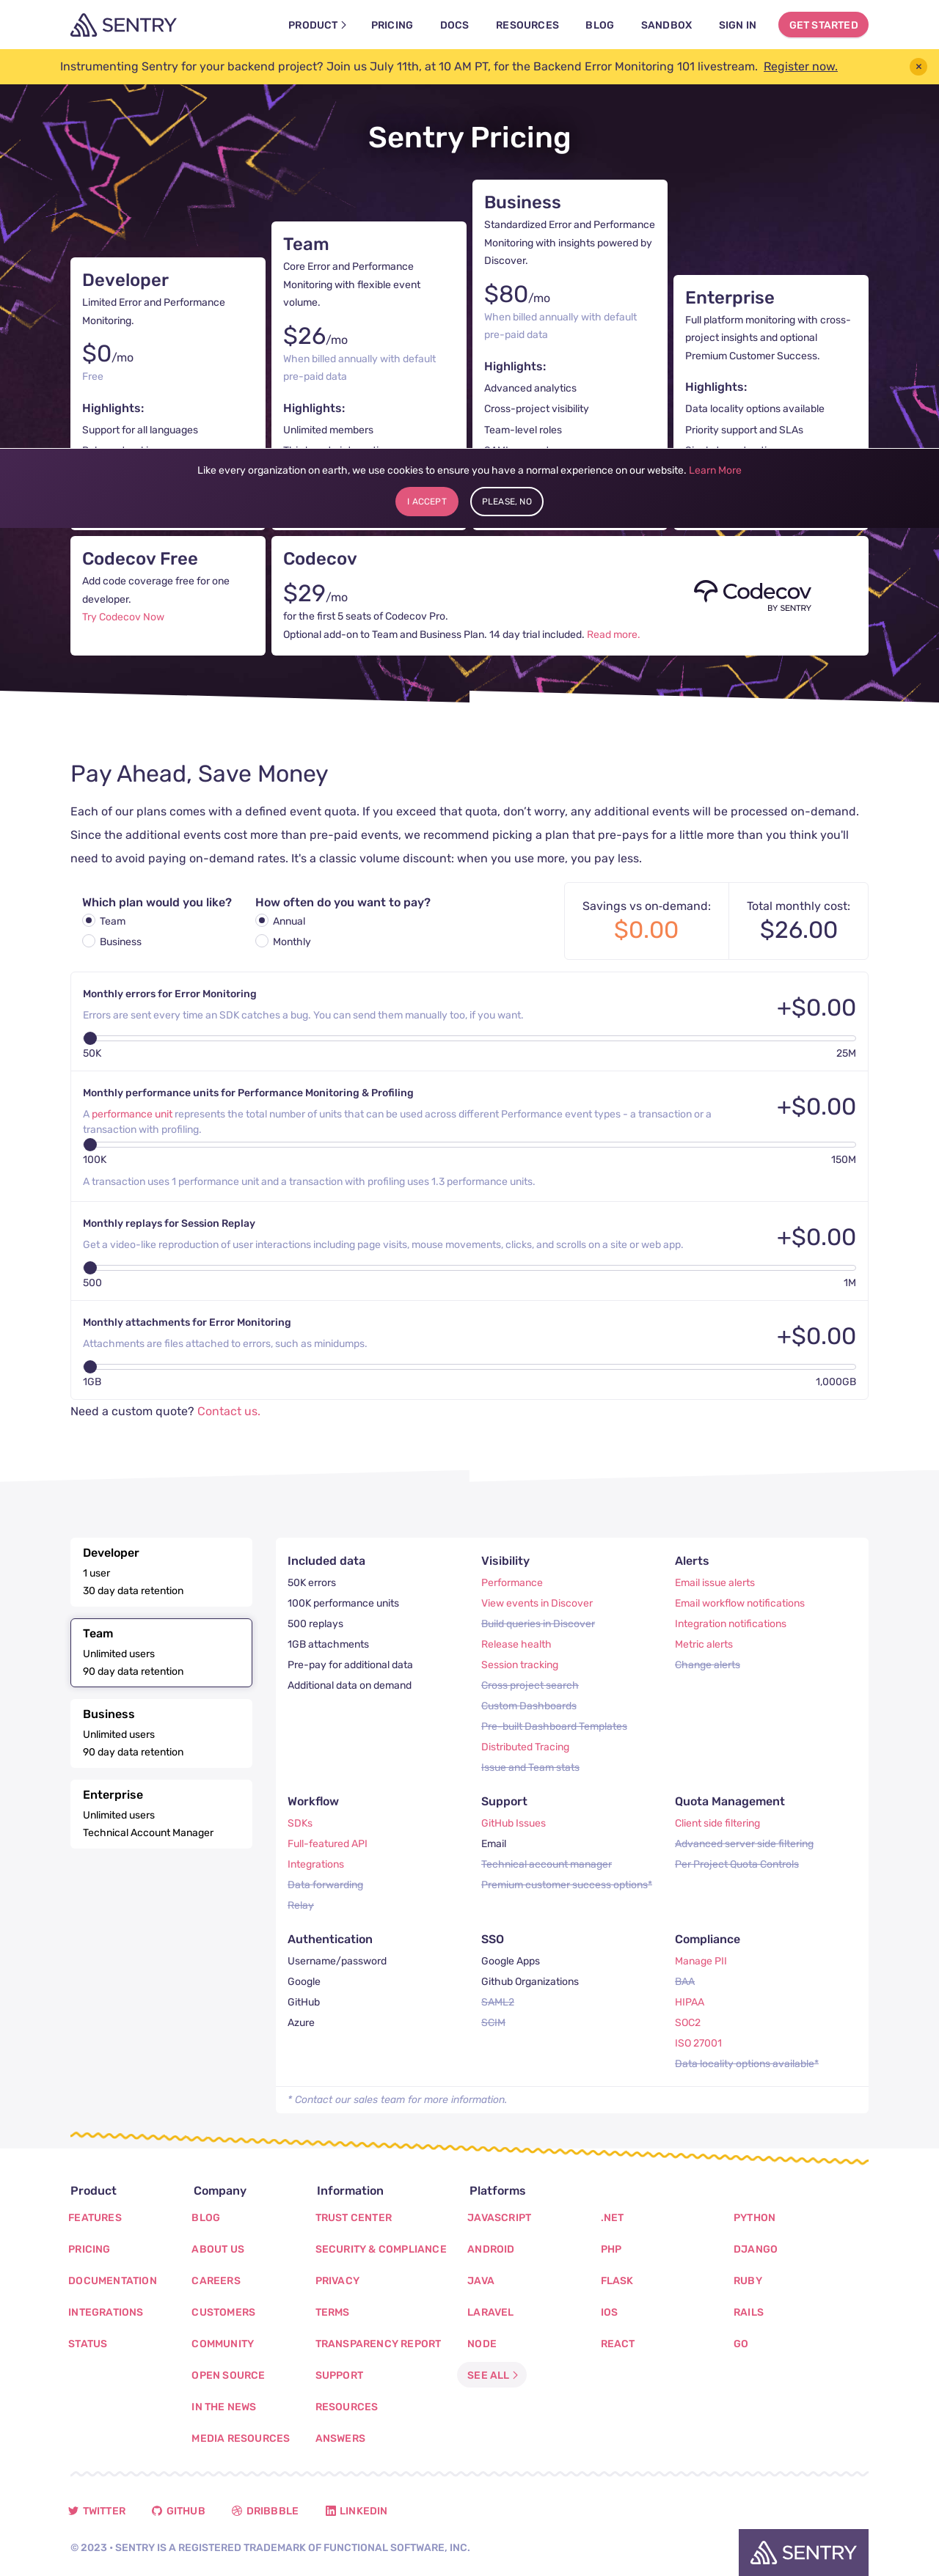 SENTRY
PRODUCT
PRICING
DOCS
RESOURCES
BLOG
SANDBOX
SIGN IN
GET STARTED
Instrumenting Sentry for your backend project? Join us July 11th, at 10 AM PT, for the Backend Error Monitoring 101 livestream. Register now.
Sentry Pricing
Developer
Limited Error and Performance
Monitoring.
$0/mo
Free
Highlights:
Support for all languages
Team
Core Error and Performance
Monitoring with flexible event
volume.
$26/mo
When billed annually with default
pre-paid data
Highlights:
Unlimited members
Business
Standardized Error and Performance
Monitoring with insights powered by
Discover.
$80/mo
When billed annually with default
pre-paid data
Highlights:
Advanced analytics
Cross-project visibility
Team-level roles
Enterprise
Full platform monitoring with cross-
project insights and optional
Premium Customer Success.
Highlights:
Data locality options available
Priority support and SLAs
Like every organization on earth, we use cookies to ensure you have a normal experience on our website. Learn More
I ACCEPT
PLEASE, NO
Codecov Free
Add code coverage free for one
developer.
Try Codecov Now
Codecov
$29/mo
for the first 5 seats of Codecov Pro.
Optional add-on to Team and Business Plan. 14 day trial included. Read more.
Codecov
BY SENTRY
Pay Ahead, Save Money
Each of our plans comes with a defined event quota. If you exceed that quota, don’t worry, any additional events will be processed on-demand.
Since the additional events cost more than pre-paid events, we recommend picking a plan that pre-pays for a little more than you think you'll
need to avoid paying on-demand rates. It's a classic volume discount: when you use more, you pay less.
Which plan would you like?
Team
Business
How often do you want to pay?
Annual
Monthly
Savings vs on-demand:
$0.00
Total monthly cost:
$26.00
Monthly errors for Error Monitoring
Errors are sent every time an SDK catches a bug. You can send them manually too, if you want.
+$0.00
50K
25M
Monthly performance units for Performance Monitoring & Profiling
A performance unit represents the total number of units that can be used across different Performance event types - a transaction or a
transaction with profiling.
+$0.00
100K
150M
A transaction uses 1 performance unit and a transaction with profiling uses 1.3 performance units.
Monthly replays for Session Replay
Get a video-like reproduction of user interactions including page visits, mouse movements, clicks, and scrolls on a site or web app.
+$0.00
500
1M
Monthly attachments for Error Monitoring
Attachments are files attached to errors, such as minidumps.
+$0.00
1GB
1,000GB
Need a custom quote? Contact us.
Developer
1 user
30 day data retention
Team
Unlimited users
90 day data retention
Business
Unlimited users
90 day data retention
Enterprise
Unlimited users
Technical Account Manager
Included data
50K errors
100K performance units
500 replays
1GB attachments
Pre-pay for additional data
Additional data on demand
Visibility
Performance
View events in Discover
Build queries in Discover
Release health
Session tracking
Cross project search
Custom Dashboards
Pre-built Dashboard Templates
Distributed Tracing
Issue and Team stats
Alerts
Email issue alerts
Email workflow notifications
Integration notifications
Metric alerts
Change alerts
Workflow
SDKs
Full-featured API
Integrations
Data forwarding
Relay
Support
GitHub Issues
Email
Technical account manager
Premium customer success options*
Quota Management
Client side filtering
Advanced server side filtering
Per Project Quota Controls
Authentication
Username/password
Google
GitHub
Azure
SSO
Google Apps
Github Organizations
SAML2
SCIM
Compliance
Manage PII
BAA
HIPAA
SOC2
ISO 27001
Data locality options available*
* Contact our sales team for more information.
Product
FEATURES
PRICING
DOCUMENTATION
INTEGRATIONS
STATUS
Company
BLOG
ABOUT US
CAREERS
CUSTOMERS
COMMUNITY
OPEN SOURCE
IN THE NEWS
MEDIA RESOURCES
Information
TRUST CENTER
SECURITY & COMPLIANCE
PRIVACY
TERMS
TRANSPARENCY REPORT
SUPPORT
RESOURCES
ANSWERS
Platforms
JAVASCRIPT
ANDROID
JAVA
LARAVEL
NODE
SEE ALL
.NET
PHP
FLASK
IOS
REACT
PYTHON
DJANGO
RUBY
RAILS
GO
TWITTER
GITHUB
DRIBBBLE
LINKEDIN
© 2023 • SENTRY IS A REGISTERED TRADEMARK OF FUNCTIONAL SOFTWARE, INC.
SENTRY